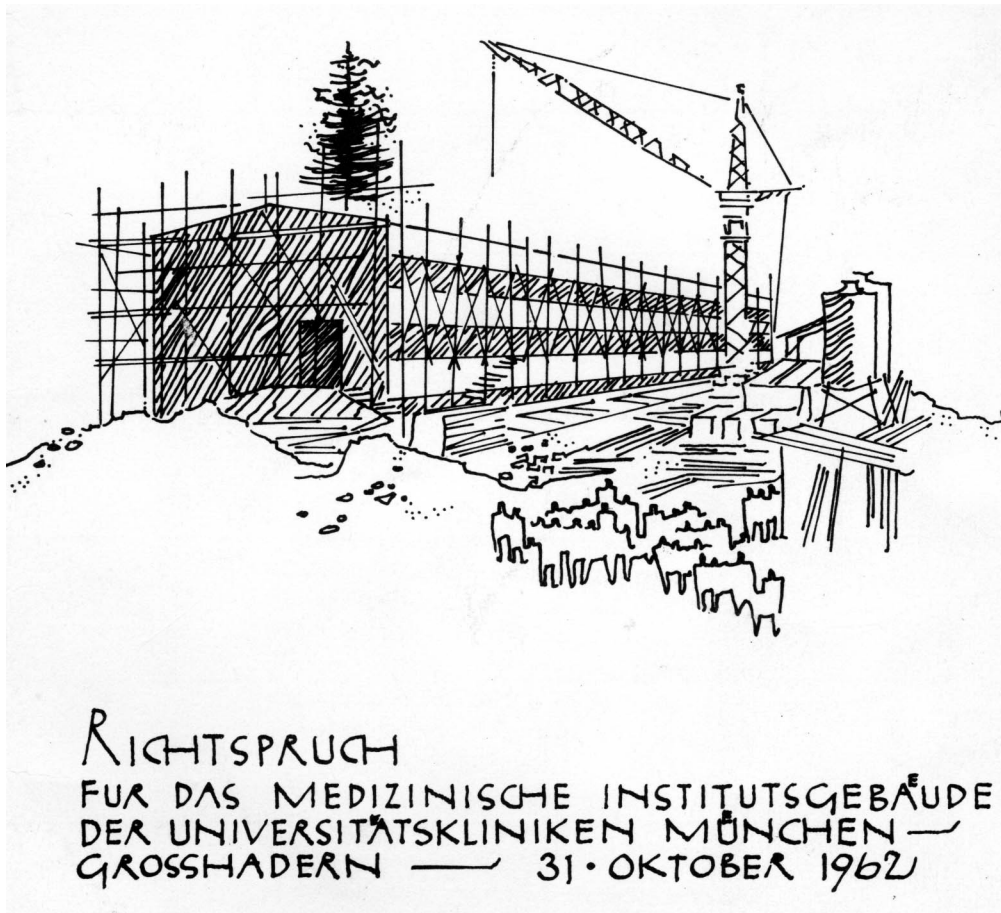 RICHTSPRUCH
FUR DAS MEDIZINISCHE INSTITUTSGEBÄUDE
DER UNIVERSITÄTSKLINIKEN MÜNCHEN—
GROSSHADERN — 31·OKTOBER 1962